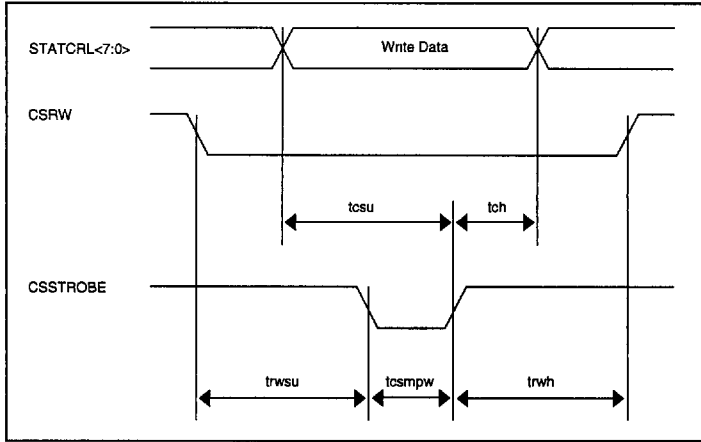 STATCRL<7:0>
Write Data
CSRW
tcsu
tch
CSSTROBE
trwsu
tcsmpw
trwh